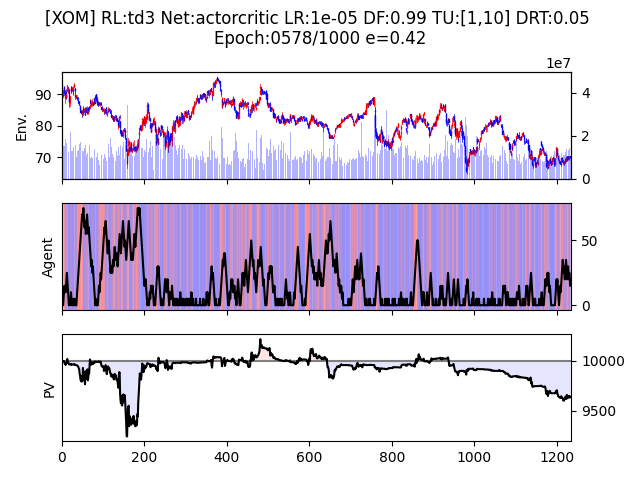 [XOM] RL:td3 Net:actorcritic LR:1e-05 DF:0.99 TU:[1,10] DRT:0.05
Epoch:0578/1000 e=0.42
1e7
Env.
90
80
70
4
2
0
Agent
50
0
PV
10000
9500
0 200 400 600 800 1000 1200